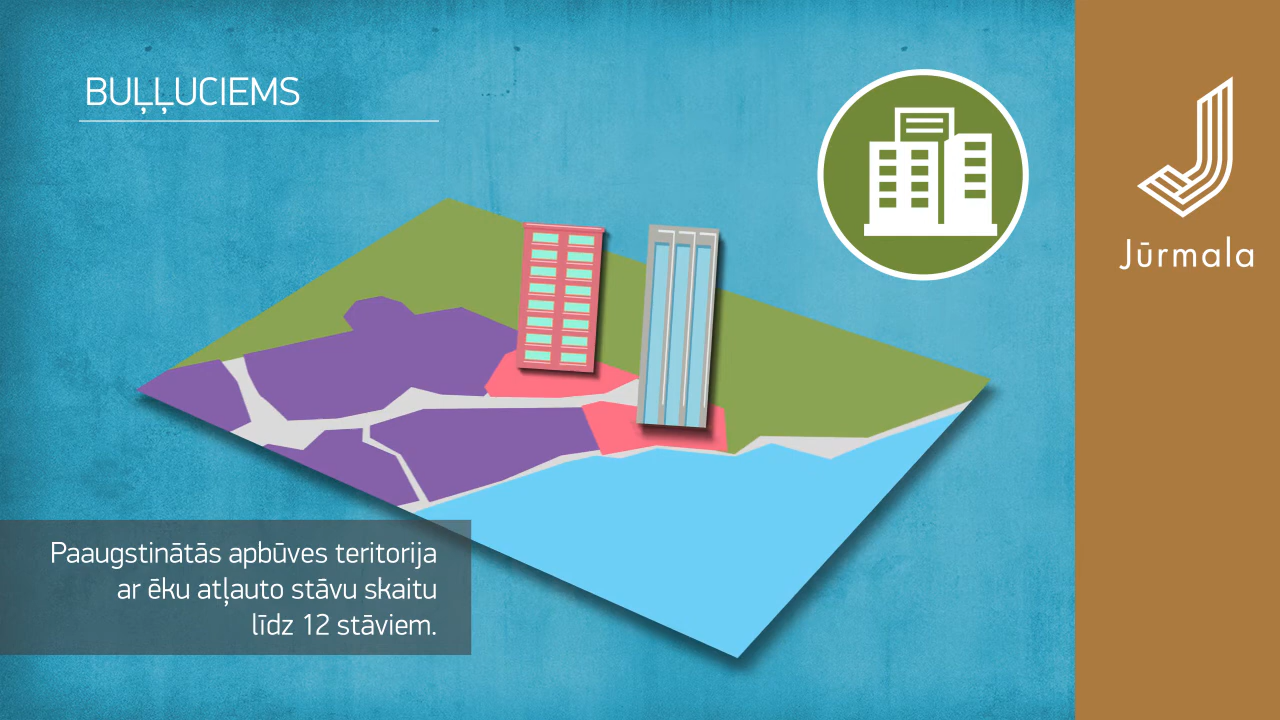 BUĻĻUCIEMS
Jūrmala
Paaugstinātās apbūves teritorija
ar ēku atļauto stāvu skaitu
līdz 12 stāviem.